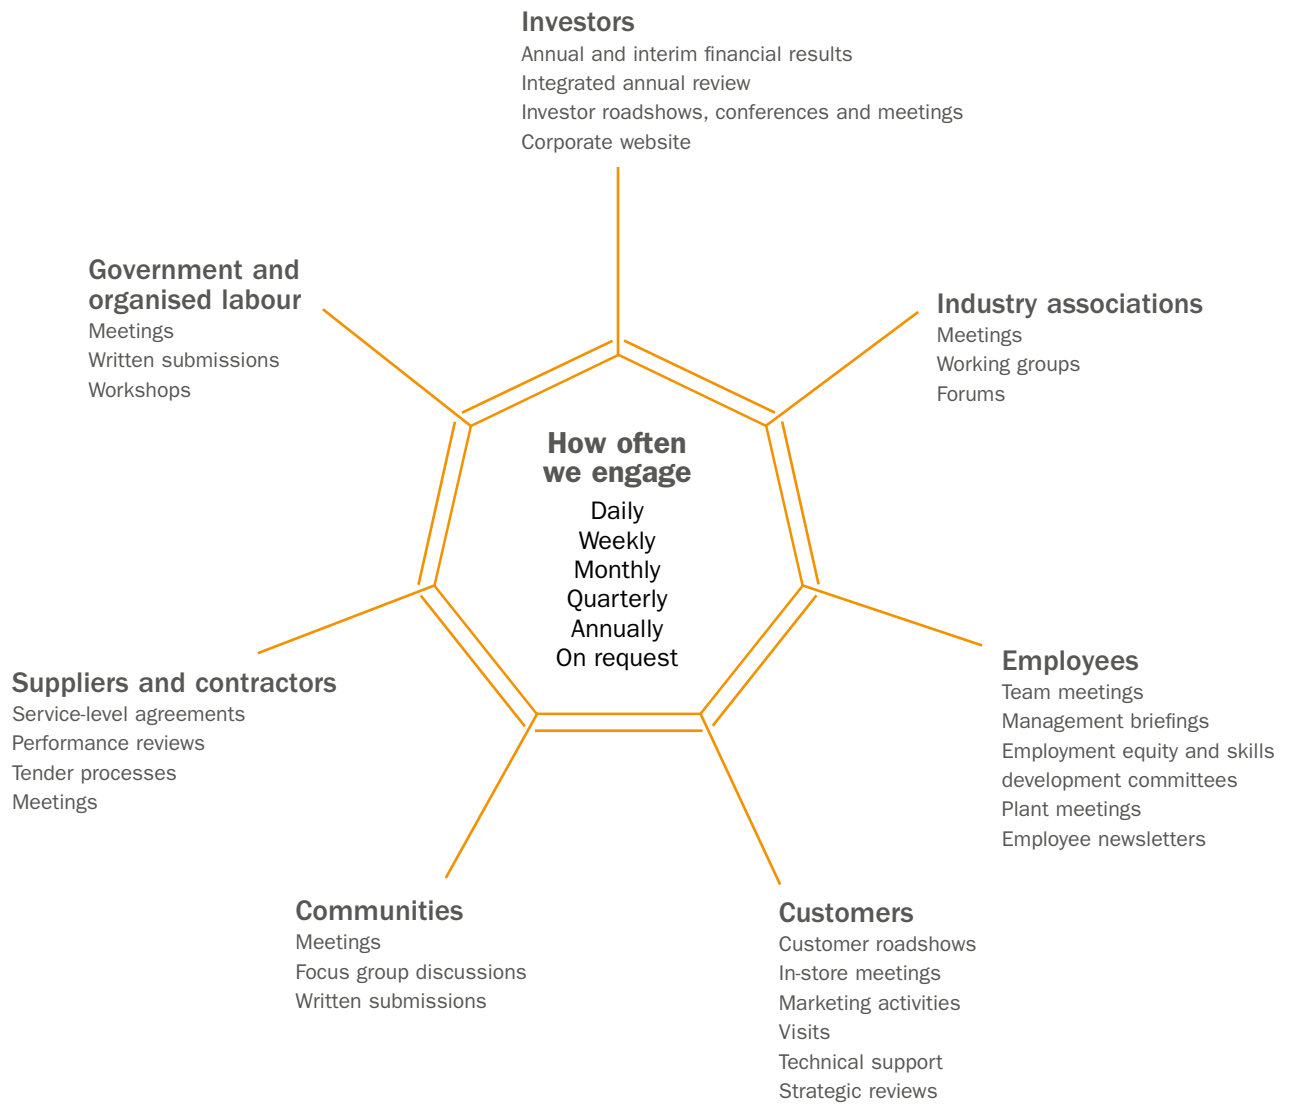 Investors
Annual and interim financial results
Integrated annual review
Investor roadshows, conferences and meetings
Corporate website
Government and
organised labour
Meetings
Written submissions
Workshops
Industry associations
Meetings
Working groups
Forums
How often
we engage
Daily
Weekly
Monthly
Quarterly
Annually
On request
Suppliers and contractors
Service-level agreements
Performance reviews
Tender processes
Meetings
Employees
Team meetings
Management briefings
Employment equity and skills
development committees
Plant meetings
Employee newsletters
Communities
Meetings
Focus group discussions
Written submissions
Customers
Customer roadshows
In-store meetings
Marketing activities
Visits
Technical support
Strategic reviews